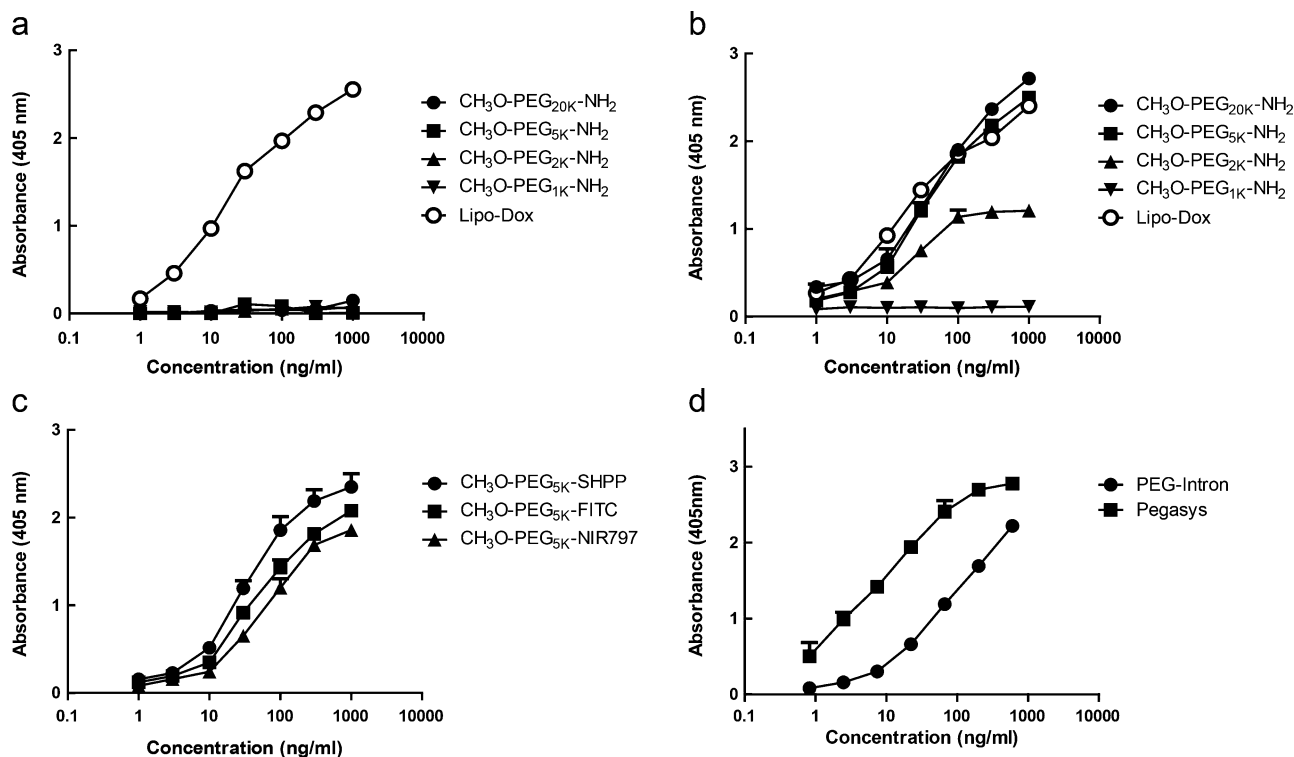 a
Absorbance (405 nm)
3
2
1
0
0.1 1 10 100 1000 10000
Concentration (ng/ml)
CH3O-PEG20K-NH2
CH3O-PEG5K-NH2
CH3O-PEG2K-NH2
CH3O-PEG1K-NH2
Lipo-Dox
b
Absorbance (405 nm)
3
2
1
0
0.1 1 10 100 1000 10000
Concentration (ng/ml)
CH3O-PEG20K-NH2
CH3O-PEG5K-NH2
CH3O-PEG2K-NH2
CH3O-PEG1K-NH2
Lipo-Dox
c
Absorbance (405 nm)
3
2
1
0
0.1 1 10 100 1000 10000
Concentration (ng/ml)
CH3O-PEG5K-SHPP
CH3O-PEG5K-FITC
CH3O-PEG5K-NIR797
d
Absorbance (405nm)
3
2
1
0
0.1 1 10 100 1000 10000
Concentration (ng/ml)
PEG-Intron
Pegasys